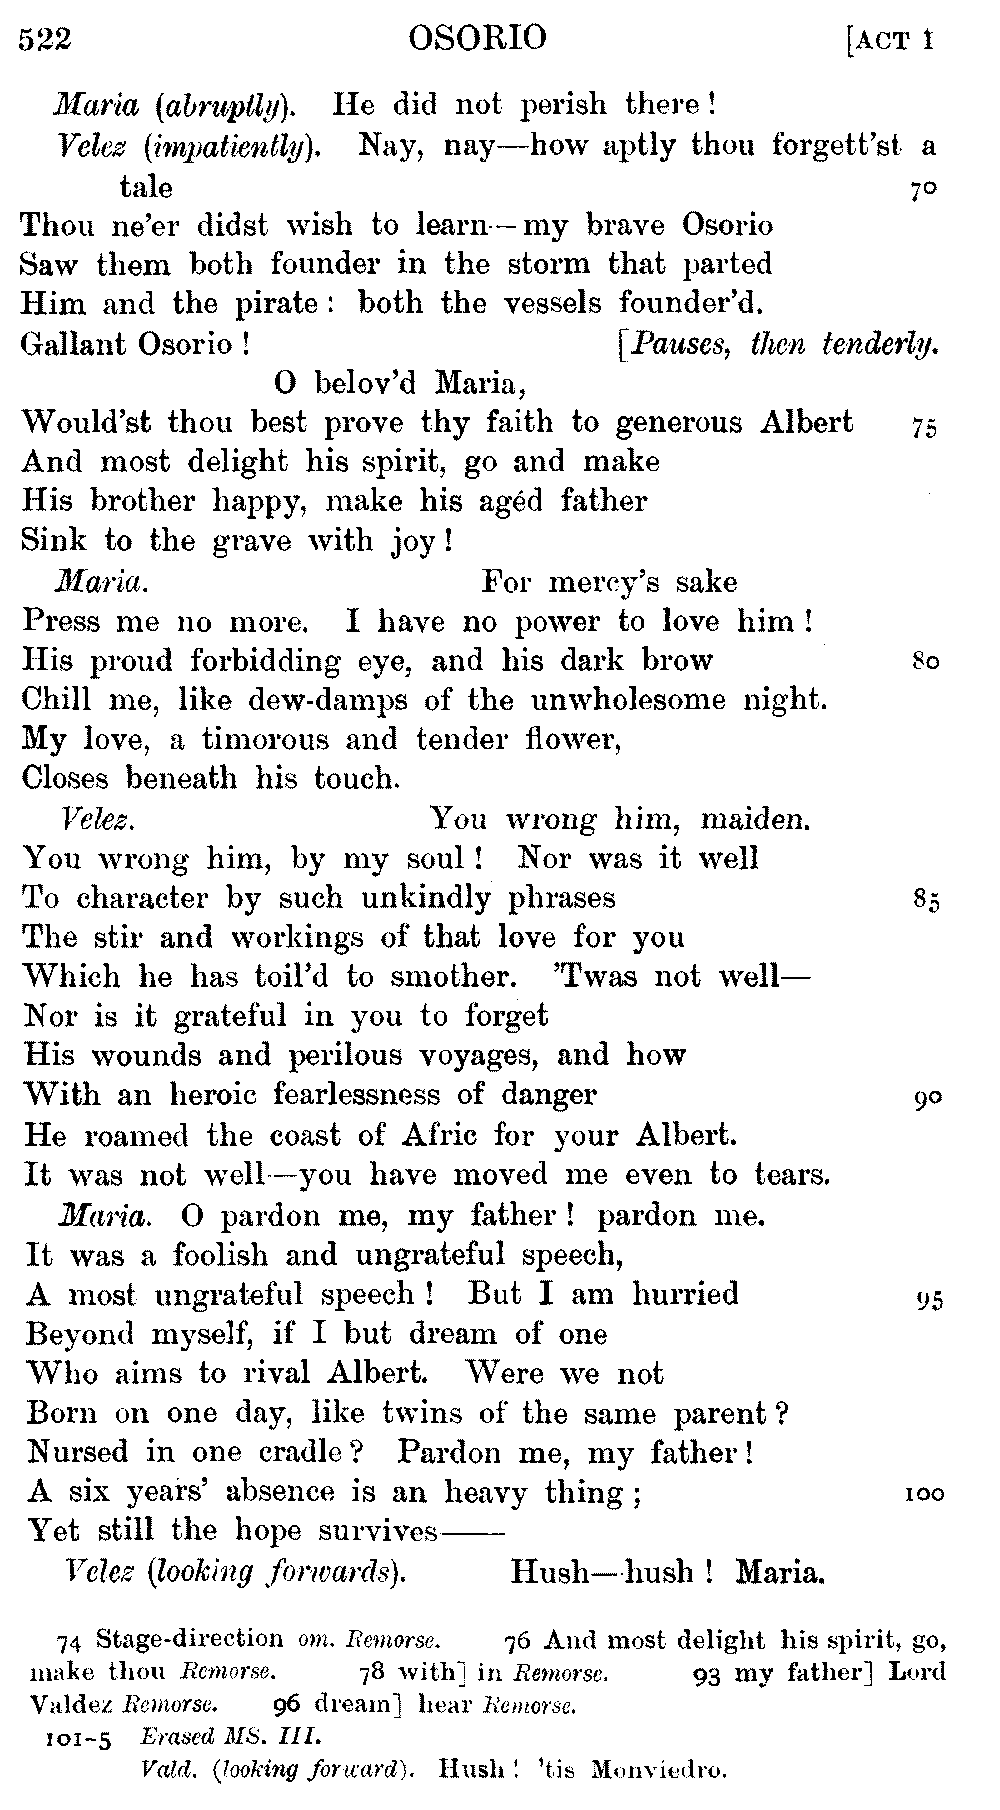 522 OSORIO [ACT I
Maria (abruptly). He did not perish there!
Velez (impatiently). Nay, nay—how aptly thou forgett'st a
tale 70
Thou ne'er didst wish to learn—my brave Osorio
Saw them both founder in the storm that parted
Him and the pirate: both the vessels founder'd.
Gallant Osorio! [Pauses, then tenderly.
O belov'd Maria,
Would'st thou best prove thy faith to generous Albert 75
And most delight his spirit, go and make
His brother happy, make his agéd father
Sink to the grave with joy!
Maria. For mercy's sake
Press me no more. I have no power to love him!
His proud forbidding eye, and his dark brow 80
Chill me, like dew-damps of the unwholesome night.
My love, a timorous and tender flower,
Closes beneath his touch.
Velez. You wrong him, maiden.
You wrong him, by my soul! Nor was it well
To character by such unkindly phrases 85
The stir and workings of that love for you
Which he has toil'd to smother. 'Twas not well—
Nor is it grateful in you to forget
His wounds and perilous voyages, and how
With an heroic fearlessness of danger 90
He roamed the coast of Afric for your Albert.
It was not well—you have moved me even to tears.
Maria. O pardon me, my father! pardon me.
It was a foolish and ungrateful speech,
A most ungrateful speech! But I am hurried 95
Beyond myself, if I but dream of one
Who aims to rival Albert. Were we not
Born on one day, like twins of the same parent?
Nursed in one cradle? Pardon me, my father!
A six years' absence is an heavy thing; 100
Yet still the hope survives——
Velez (looking forwards). Hush—hush! Maria.
74 Stage-direction om. Remorse. 76 And most delight his spirit, go,
make thou Remorse. 78 with] in Remorse. 93 my father] Lord
Valdez Remorse. 96 dream] hear Remorse.
101-5 Erased MS. III.
Vald. (looking forward). Hush! 'tis Monviedro.